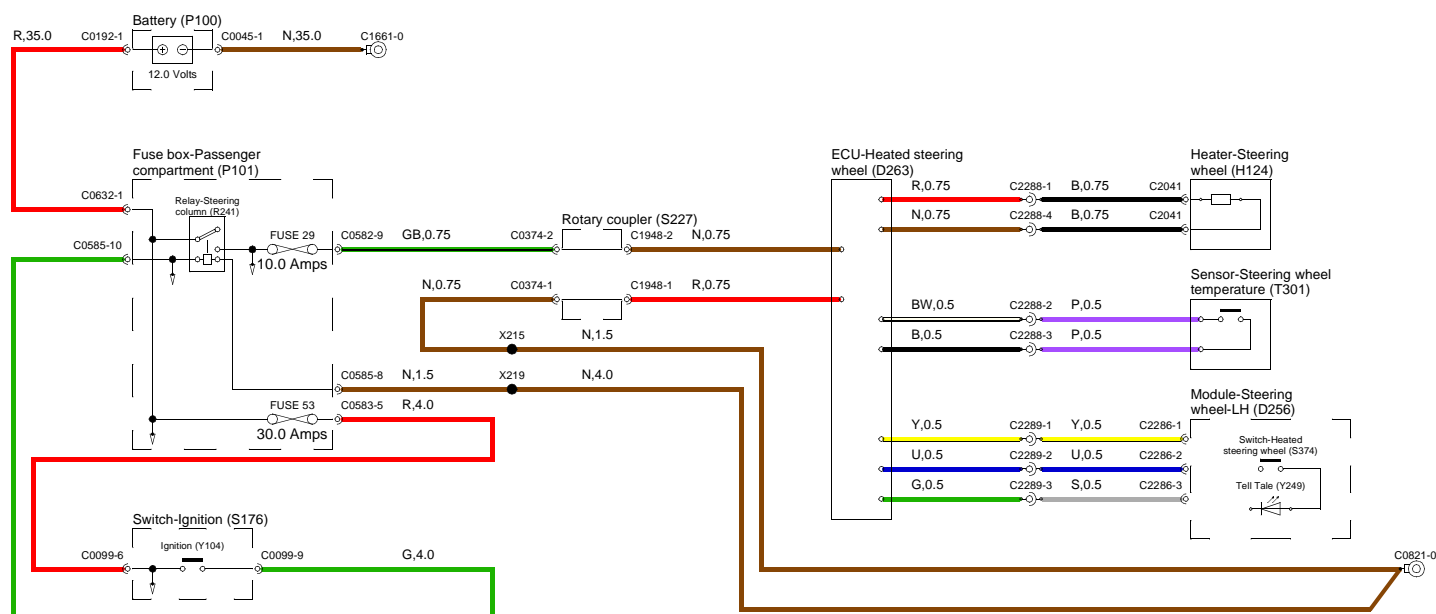 Battery (P100)
R,35.0
C0192-1
C0045-1
N,35.0
C1661-0
12.0 Volts
Fuse box-Passenger
compartment (P101)
C0632-1
Relay-Steering
column (R241)
C0585-10
FUSE 29
10.0 Amps
C0582-9
GB,0.75
C0374-2
Rotary coupler (S227)
C1948-2
N,0.75
N,0.75
C0374-1
C1948-1
R,0.75
X215
N,1.5
C0585-8
N,1.5
X219
N,4.0
FUSE 53
30.0 Amps
C0583-5
R,4.0
Switch-Ignition (S176)
Ignition (Y104)
C0099-6
C0099-9
G,4.0
ECU-Heated steering
wheel (D263)
R,0.75
C2288-1
B,0.75
C2041
N,0.75
C2288-4
B,0.75
C2041
Heater-Steering
wheel (H124)
Sensor-Steering wheel
temperature (T301)
BW,0.5
C2288-2
P,0.5
B,0.5
C2288-3
P,0.5
Module-Steering
wheel-LH (D256)
Y,0.5
C2289-1
Y,0.5
C2286-1
U,0.5
C2289-2
U,0.5
C2286-2
G,0.5
C2289-3
S,0.5
C2286-3
Switch-Heated
steering wheel (S374)
Tell Tale (Y249)
C0821-0